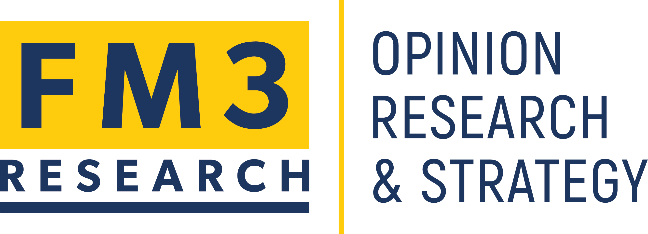 FM3
RESEARCH
OPINION
RESEARCH
& STRATEGY